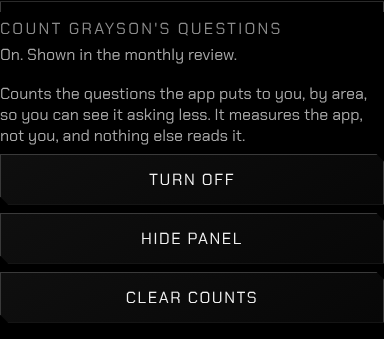 COUNT GRAYSON'S QUESTIONS
On. Shown in the monthly review.
Counts the questions the app puts to you, by area,
so you can see it asking less. It measures the app,
not you, and nothing else reads it.
TURN OFF
HIDE PANEL
CLEAR COUNTS